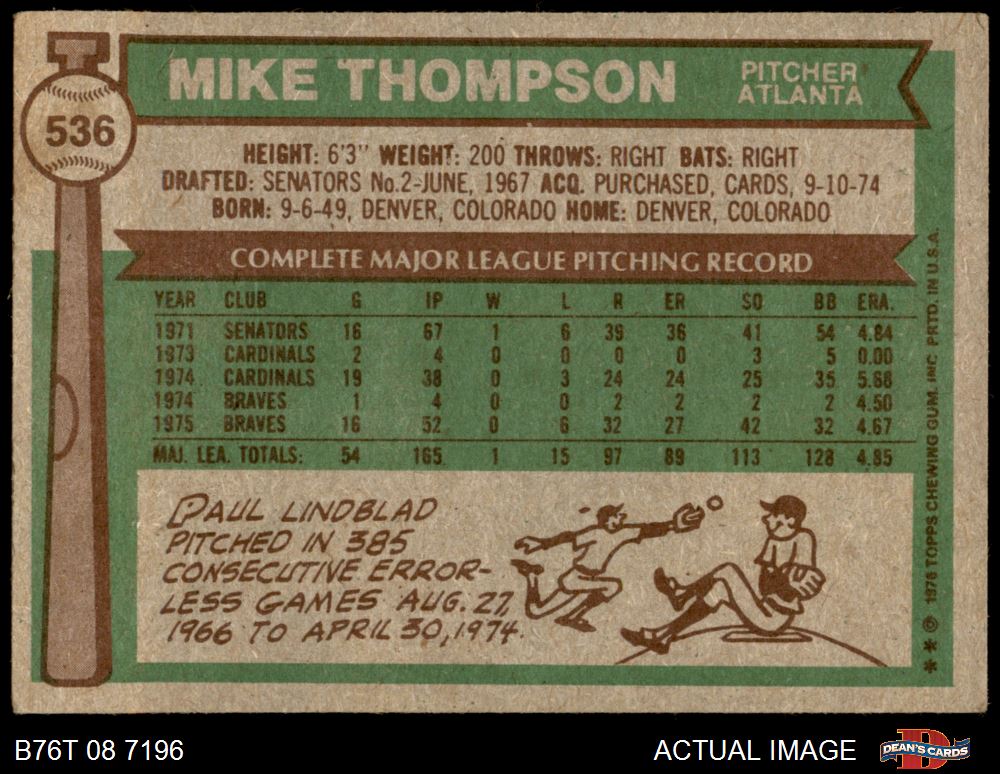 536
MIKE THOMPSON
PITCHER
ATLANTA
HEIGHT: 6'3" WEIGHT: 200 THROWS: RIGHT BATS: RIGHT
DRAFTED: SENATORS No.2-JUNE, 1967 ACQ. PURCHASED, CARDS, 9-10-74
BORN: 9-6-49, DENVER, COLORADO HOME: DENVER, COLORADO
COMPLETE MAJOR LEAGUE PITCHING RECORD
YEAR CLUB G IP W L R ER SO BB ERA.
1971 SENATORS 16 67 1 6 39 36 41 54 4.84
1973 CARDINALS 2 4 0 0 0 0 3 5 0.00
1974 CARDINALS 19 38 0 3 24 24 25 35 5.68
1974 BRAVES 1 4 0 0 2 2 2 2 4.50
1975 BRAVES 16 52 0 6 32 27 42 32 4.67
MAJ. LEA. TOTALS: 54 165 1 15 97 89 113 128 4.85
PAUL LINDBLAD
PITCHED IN 385
CONSECUTIVE ERROR-
LESS GAMES AUG. 27,
1966 TO APRIL 30, 1974.
** © 1976 TOPPS CHEWING GUM, INC. PRTD. IN U.S.A.
B76T 08 7196
ACTUAL IMAGE
DEAN'S CARDS